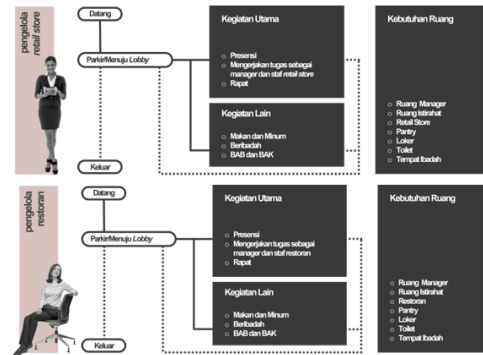 pengelola
retail store
Datang
Parkir/Menuju Lobby
Keluar
Kegiatan Utama
o Presensi
o Mengerjakan tugas sebagai
manager dan staf retail store
o Rapat
Kegiatan Lain
o Makan dan Minum
o Beribadah
o BAB dan BAK
Kebutuhan Ruang
o Ruang Manager
o Ruang Istirahat
o Retail Store
o Pantry
o Loker
o Toilet
o Tempat Ibadah
pengelola
restoran
Datang
Parkir/Menuju Lobby
Keluar
Kegiatan Utama
o Presensi
o Mengerjakan tugas sebagai
manager dan staf restoran
o Rapat
Kegiatan Lain
o Makan dan Minum
o Beribadah
o BAB dan BAK
Kebutuhan Ruang
o Ruang Manager
o Ruang Istirahat
o Restoran
o Pantry
o Loker
o Toilet
o Tempat Ibadah